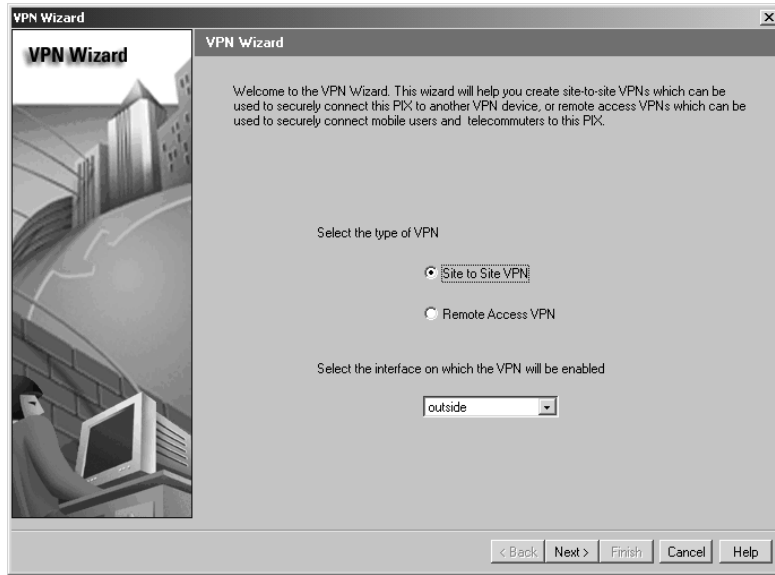 VPN Wizard
VPN Wizard
VPN Wizard
Welcome to the VPN Wizard. This wizard will help you create site-to-site VPNs which can be
used to securely connect this PIX to another VPN device, or remote access VPNs which can be
used to securely connect mobile users and telecommuters to this PIX.
Select the type of VPN
Site to Site VPN
Remote Access VPN
Select the interface on which the VPN will be enabled
outside
< Back Next > Finish Cancel Help